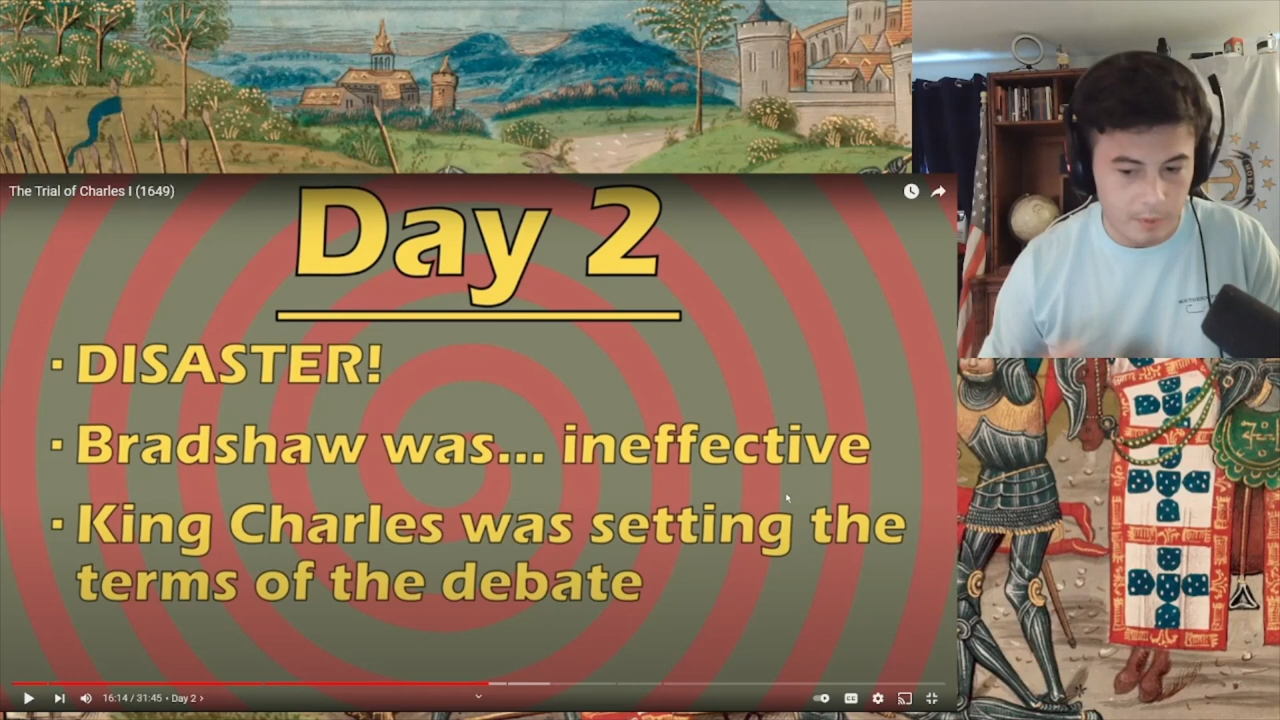 The Trial of Charles I (1649)
Day 2
· DISASTER!
· Bradshaw was... ineffective
· King Charles was setting the
terms of the debate
16:14 / 31:45 • Day 2 ›
CC